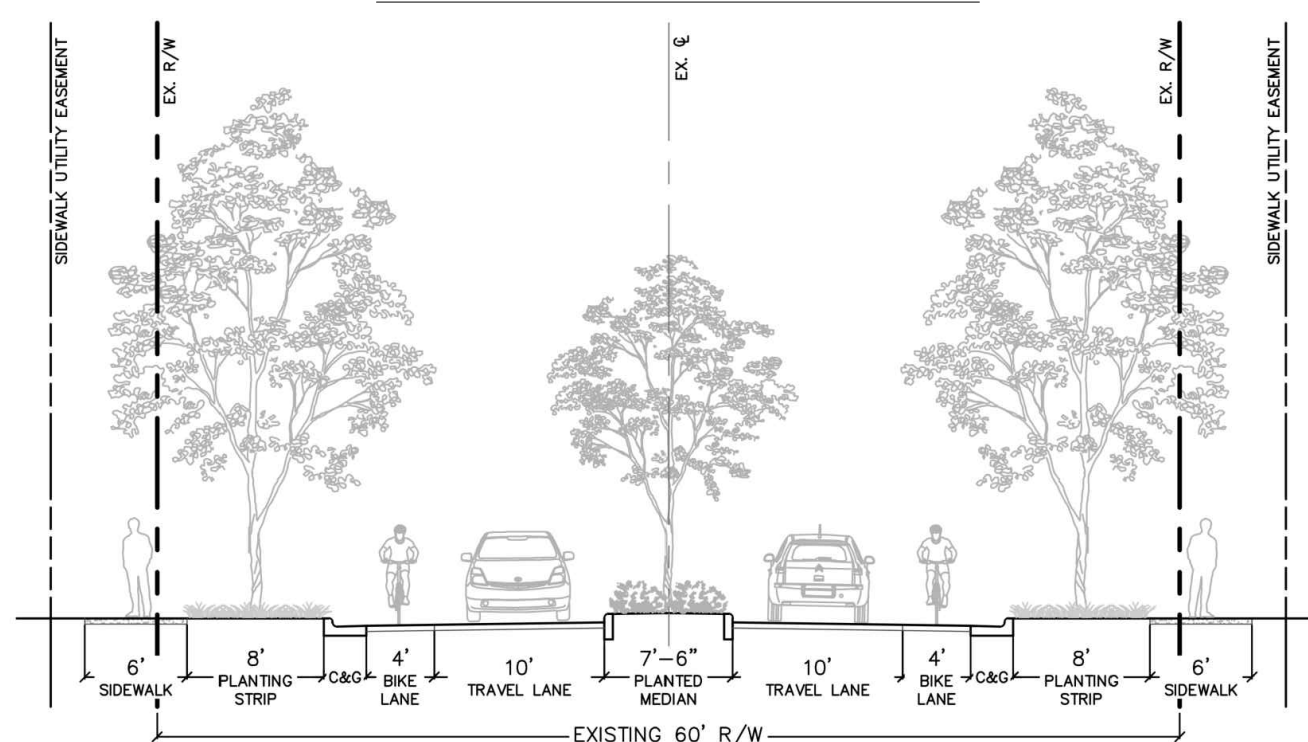 SIDEWALK UTILITY EASEMENT
EX. R/W
EX. ℄
EX. R/W
SIDEWALK UTILITY EASEMENT
6'
SIDEWALK
8'
PLANTING
STRIP
C&G
4'
BIKE
LANE
10'
TRAVEL LANE
7'-6"
PLANTED
MEDIAN
10'
TRAVEL LANE
4'
BIKE
LANE
C&G
8'
PLANTING
STRIP
6'
SIDEWALK
EXISTING 60' R/W